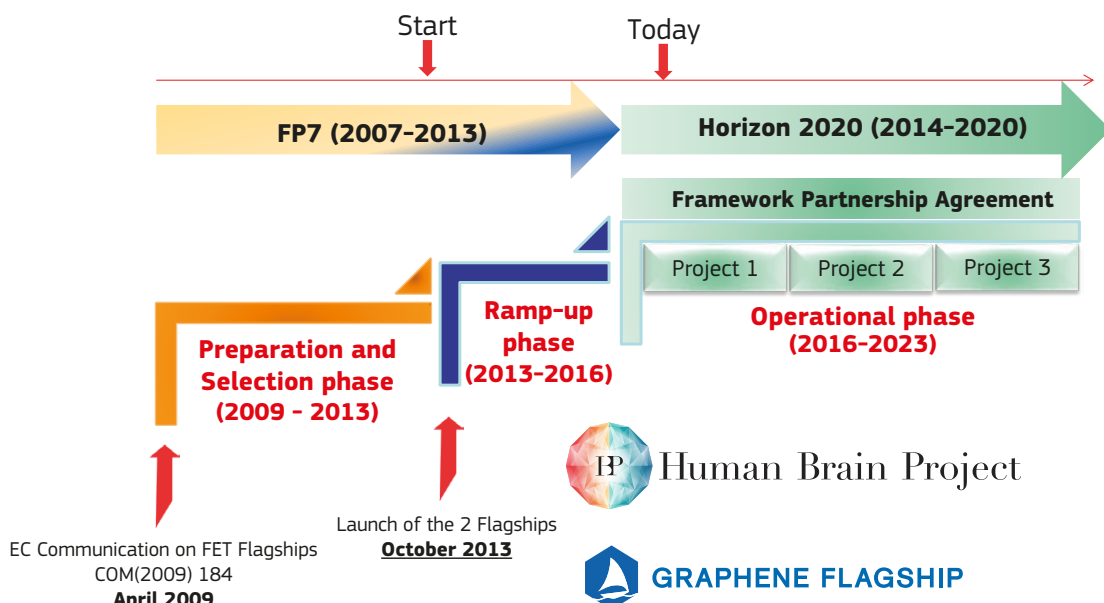 Start
Today
FP7 (2007-2013)
Horizon 2020 (2014-2020)
Framework Partnership Agreement
Project 1
Project 2
Project 3
Ramp-up
phase
(2013-2016)
Operational phase
(2016-2023)
Preparation and
Selection phase
(2009 - 2013)
Human Brain Project
Launch of the 2 Flagships
October 2013
EC Communication on FET Flagships
COM(2009) 184
April 2009
GRAPHENE FLAGSHIP